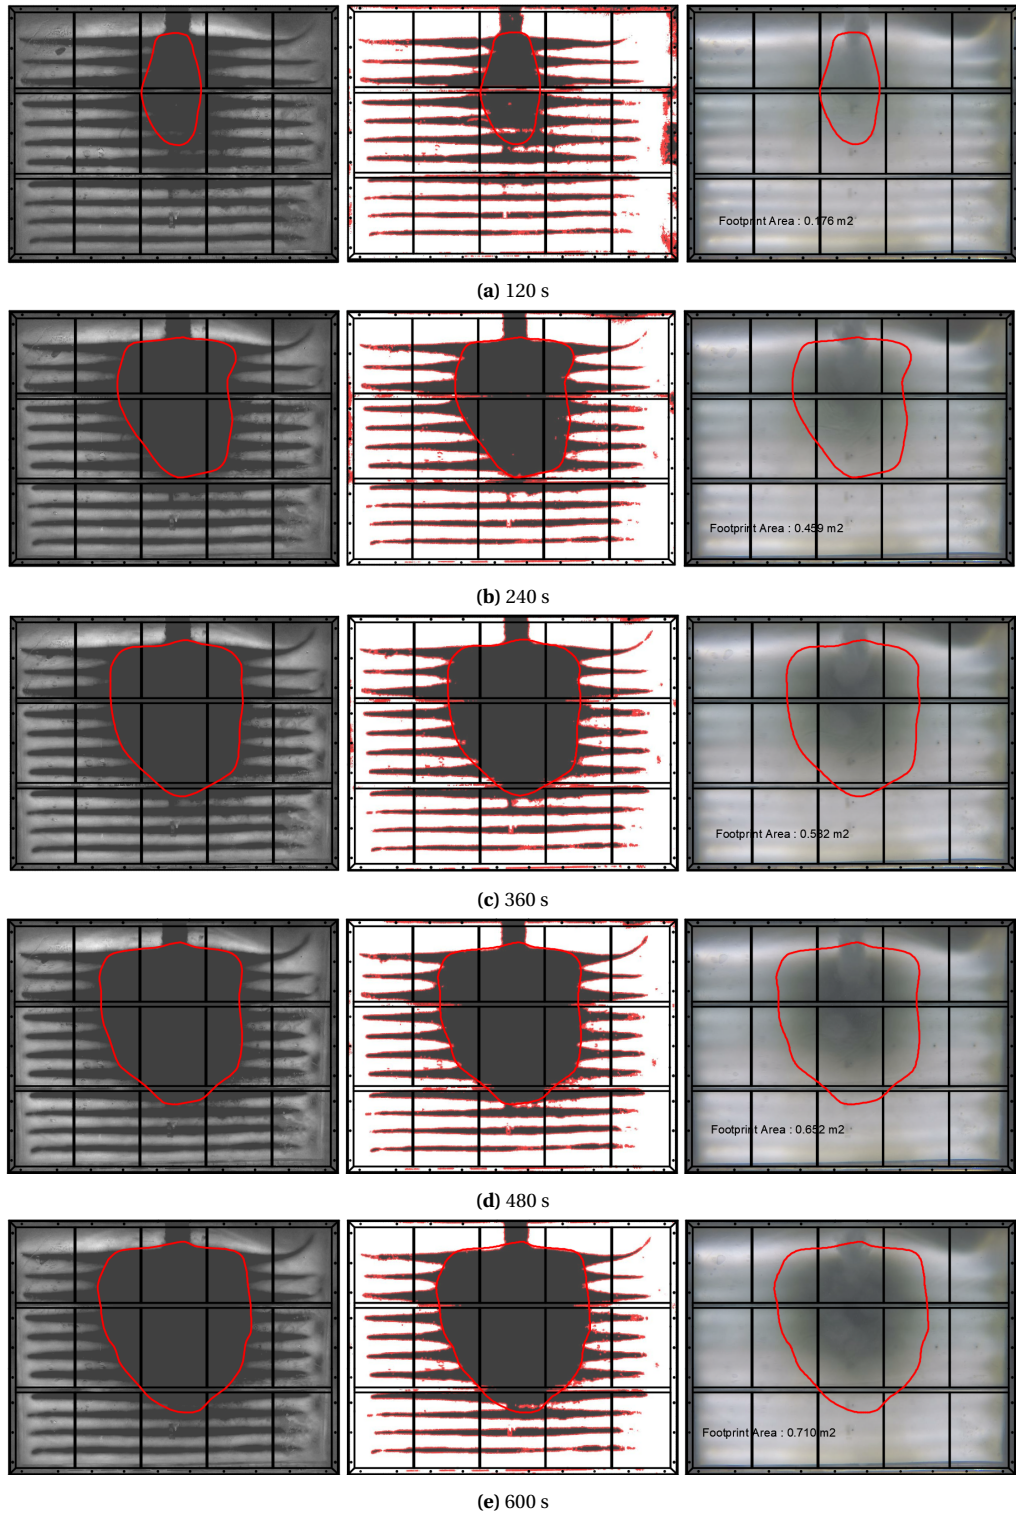 Footprint Area : 0.176 m2
(a) 120 s
Footprint Area : 0.459 m2
(b) 240 s
Footprint Area : 0.532 m2
(c) 360 s
Footprint Area : 0.652 m2
(d) 480 s
Footprint Area : 0.710 m2
(e) 600 s